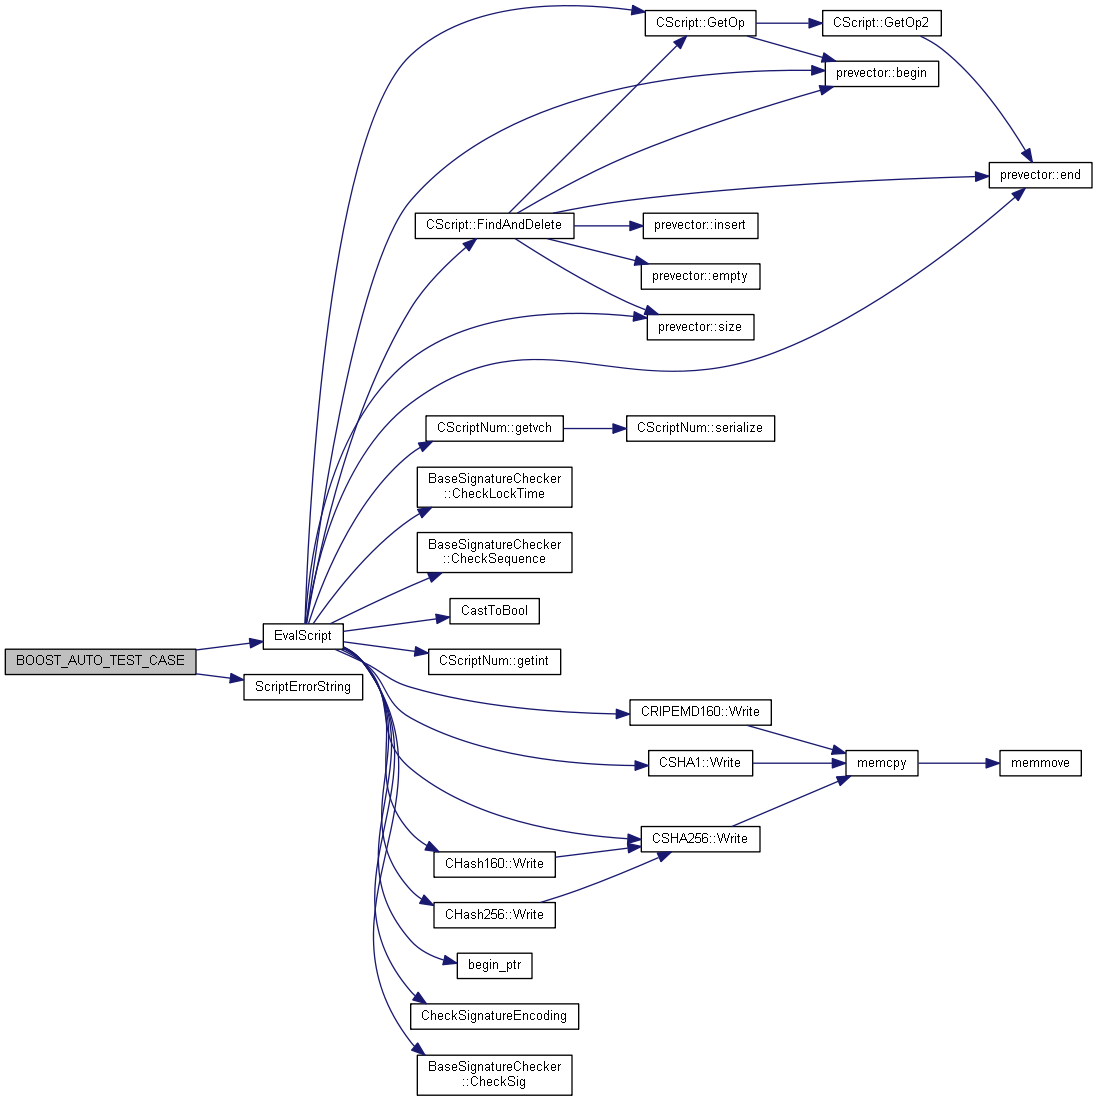 CScript::GetOp
CScript::GetOp2
prevector::begin
prevector::end
CScript::FindAndDelete
prevector::insert
prevector::empty
prevector::size
CScriptNum::getvch
CScriptNum::serialize
BaseSignatureChecker
::CheckLockTime
BaseSignatureChecker
::CheckSequence
CastToBool
EvalScript
BOOST_AUTO_TEST_CASE
CScriptNum::getint
ScriptErrorString
CRIPEMD160::Write
CSHA1::Write
memcpy
memmove
CSHA256::Write
CHash160::Write
CHash256::Write
begin_ptr
CheckSignatureEncoding
BaseSignatureChecker
::CheckSig